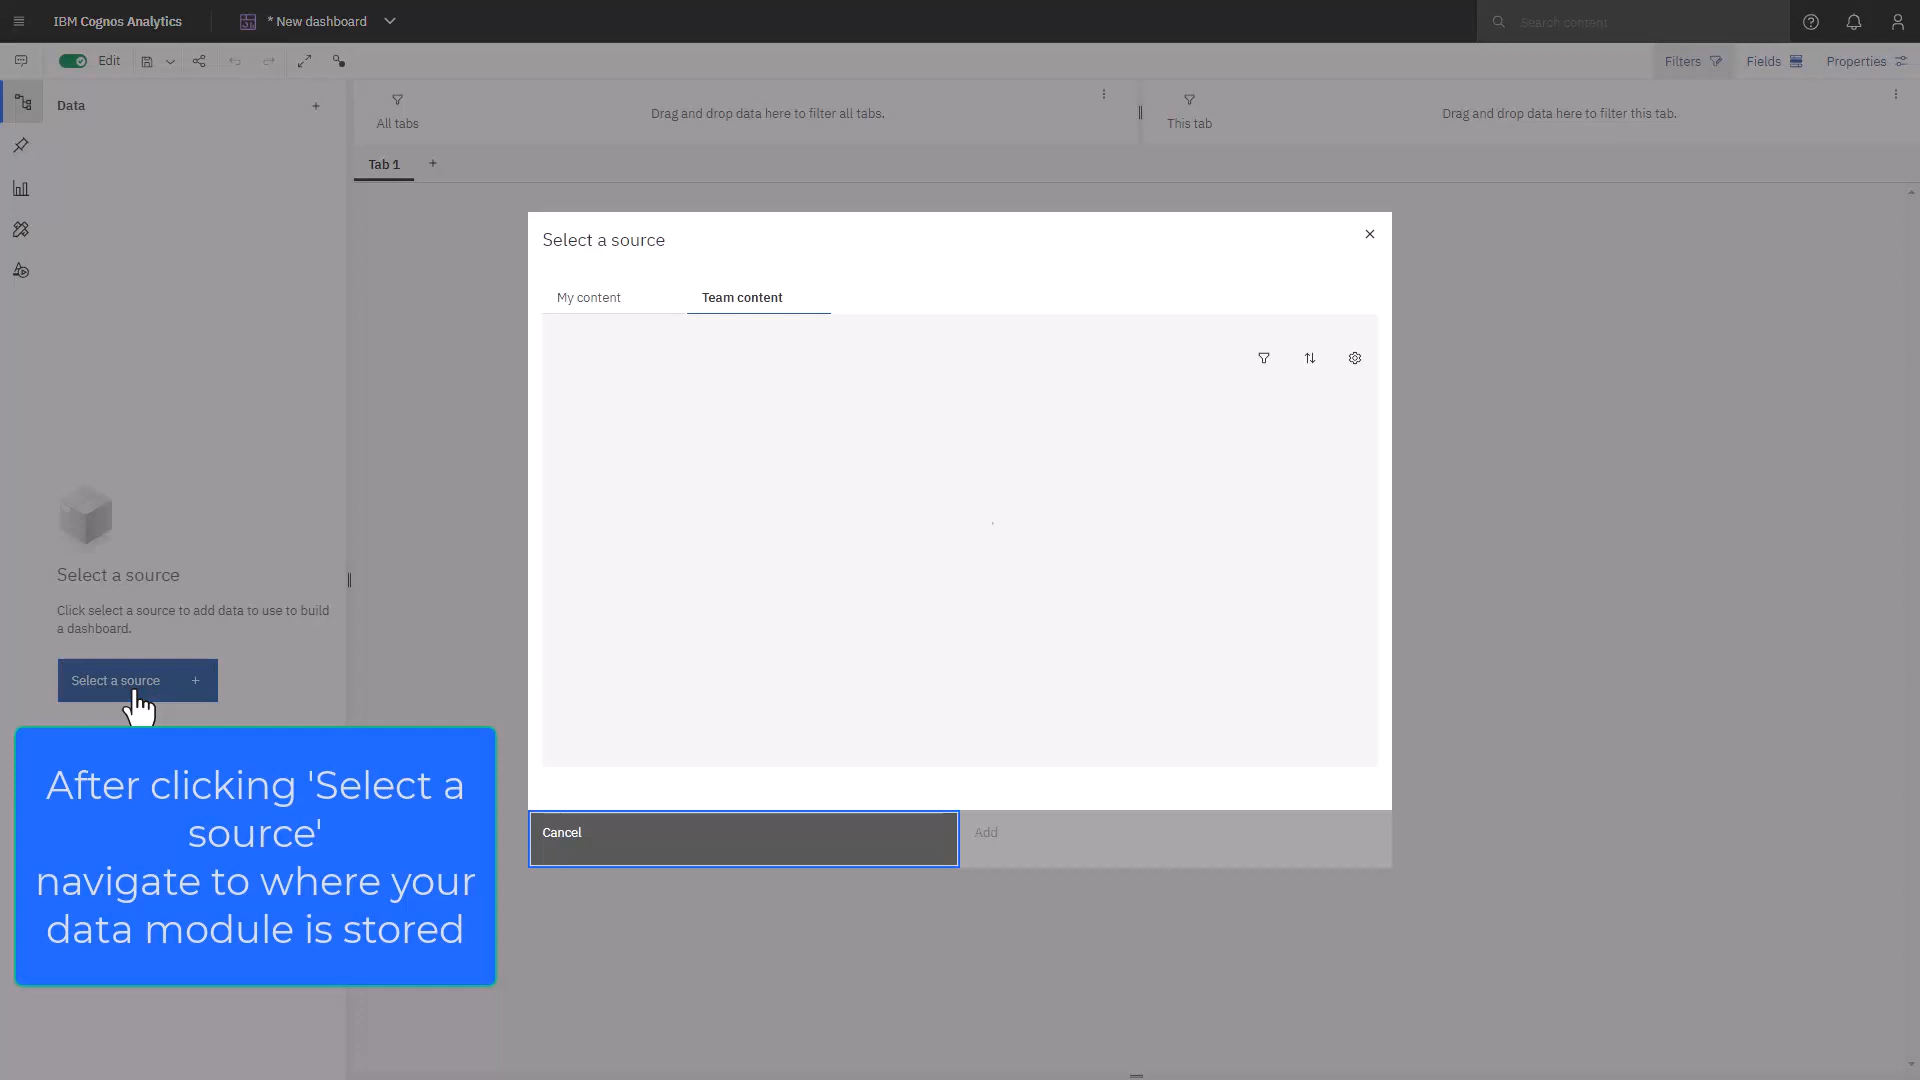 IBM Cognos Analytics
* New dashboard
Search content
Edit
Filters
Fields
Properties
Data
All tabs
Drag and drop data here to filter all tabs.
This tab
Drag and drop data here to filter this tab.
Tab 1
Select a source
My content
Team content
Select a source
Click select a source to add data to use to build
a dashboard.
Select a source
Cancel
Add
After clicking 'Select a
source'
navigate to where your
data module is stored